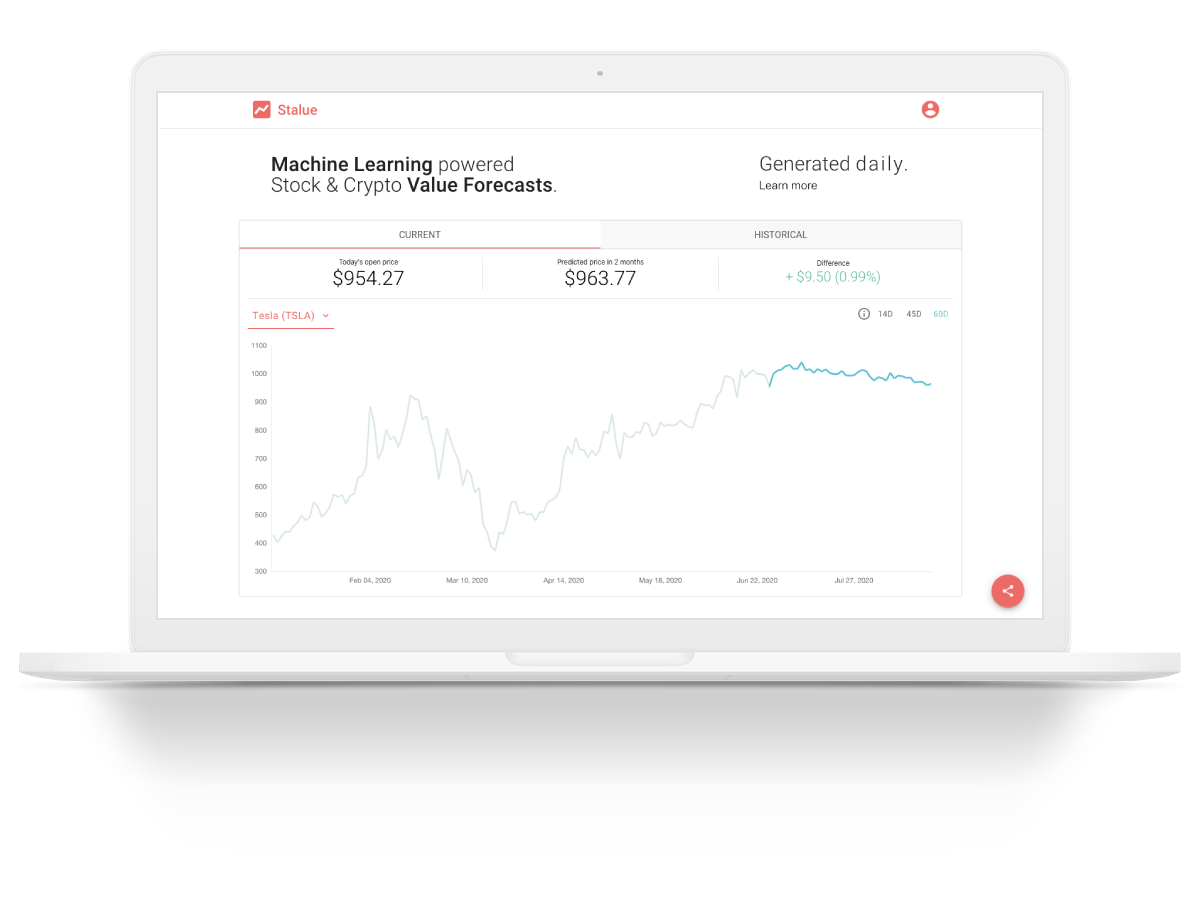 Stalue
Machine Learning powered
Stock & Crypto Value Forecasts.
Generated daily.
Learn more
CURRENT
HISTORICAL
Today's open price
$954.27
Predicted price in 2 months
$963.77
Difference
+ $9.50 (0.99%)
Tesla (TSLA)
14D 45D 60D
1100
1000
900
800
700
600
500
400
300
Feb 04, 2020 Mar 10, 2020 Apr 14, 2020 May 18, 2020 Jun 22, 2020 Jul 27, 2020